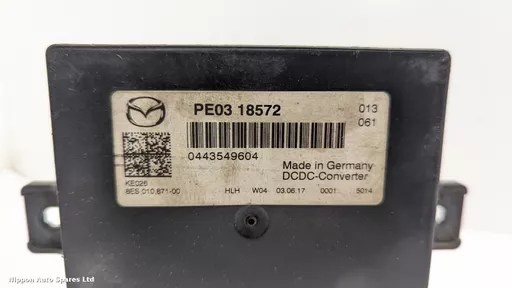 PE03 18572
013
061
0443549604
Made in Germany
DCDC-Converter
KE026
8ES 010 871-00
HLH W04 03.06.17 0001 5014
Nippon Auto Spares Ltd